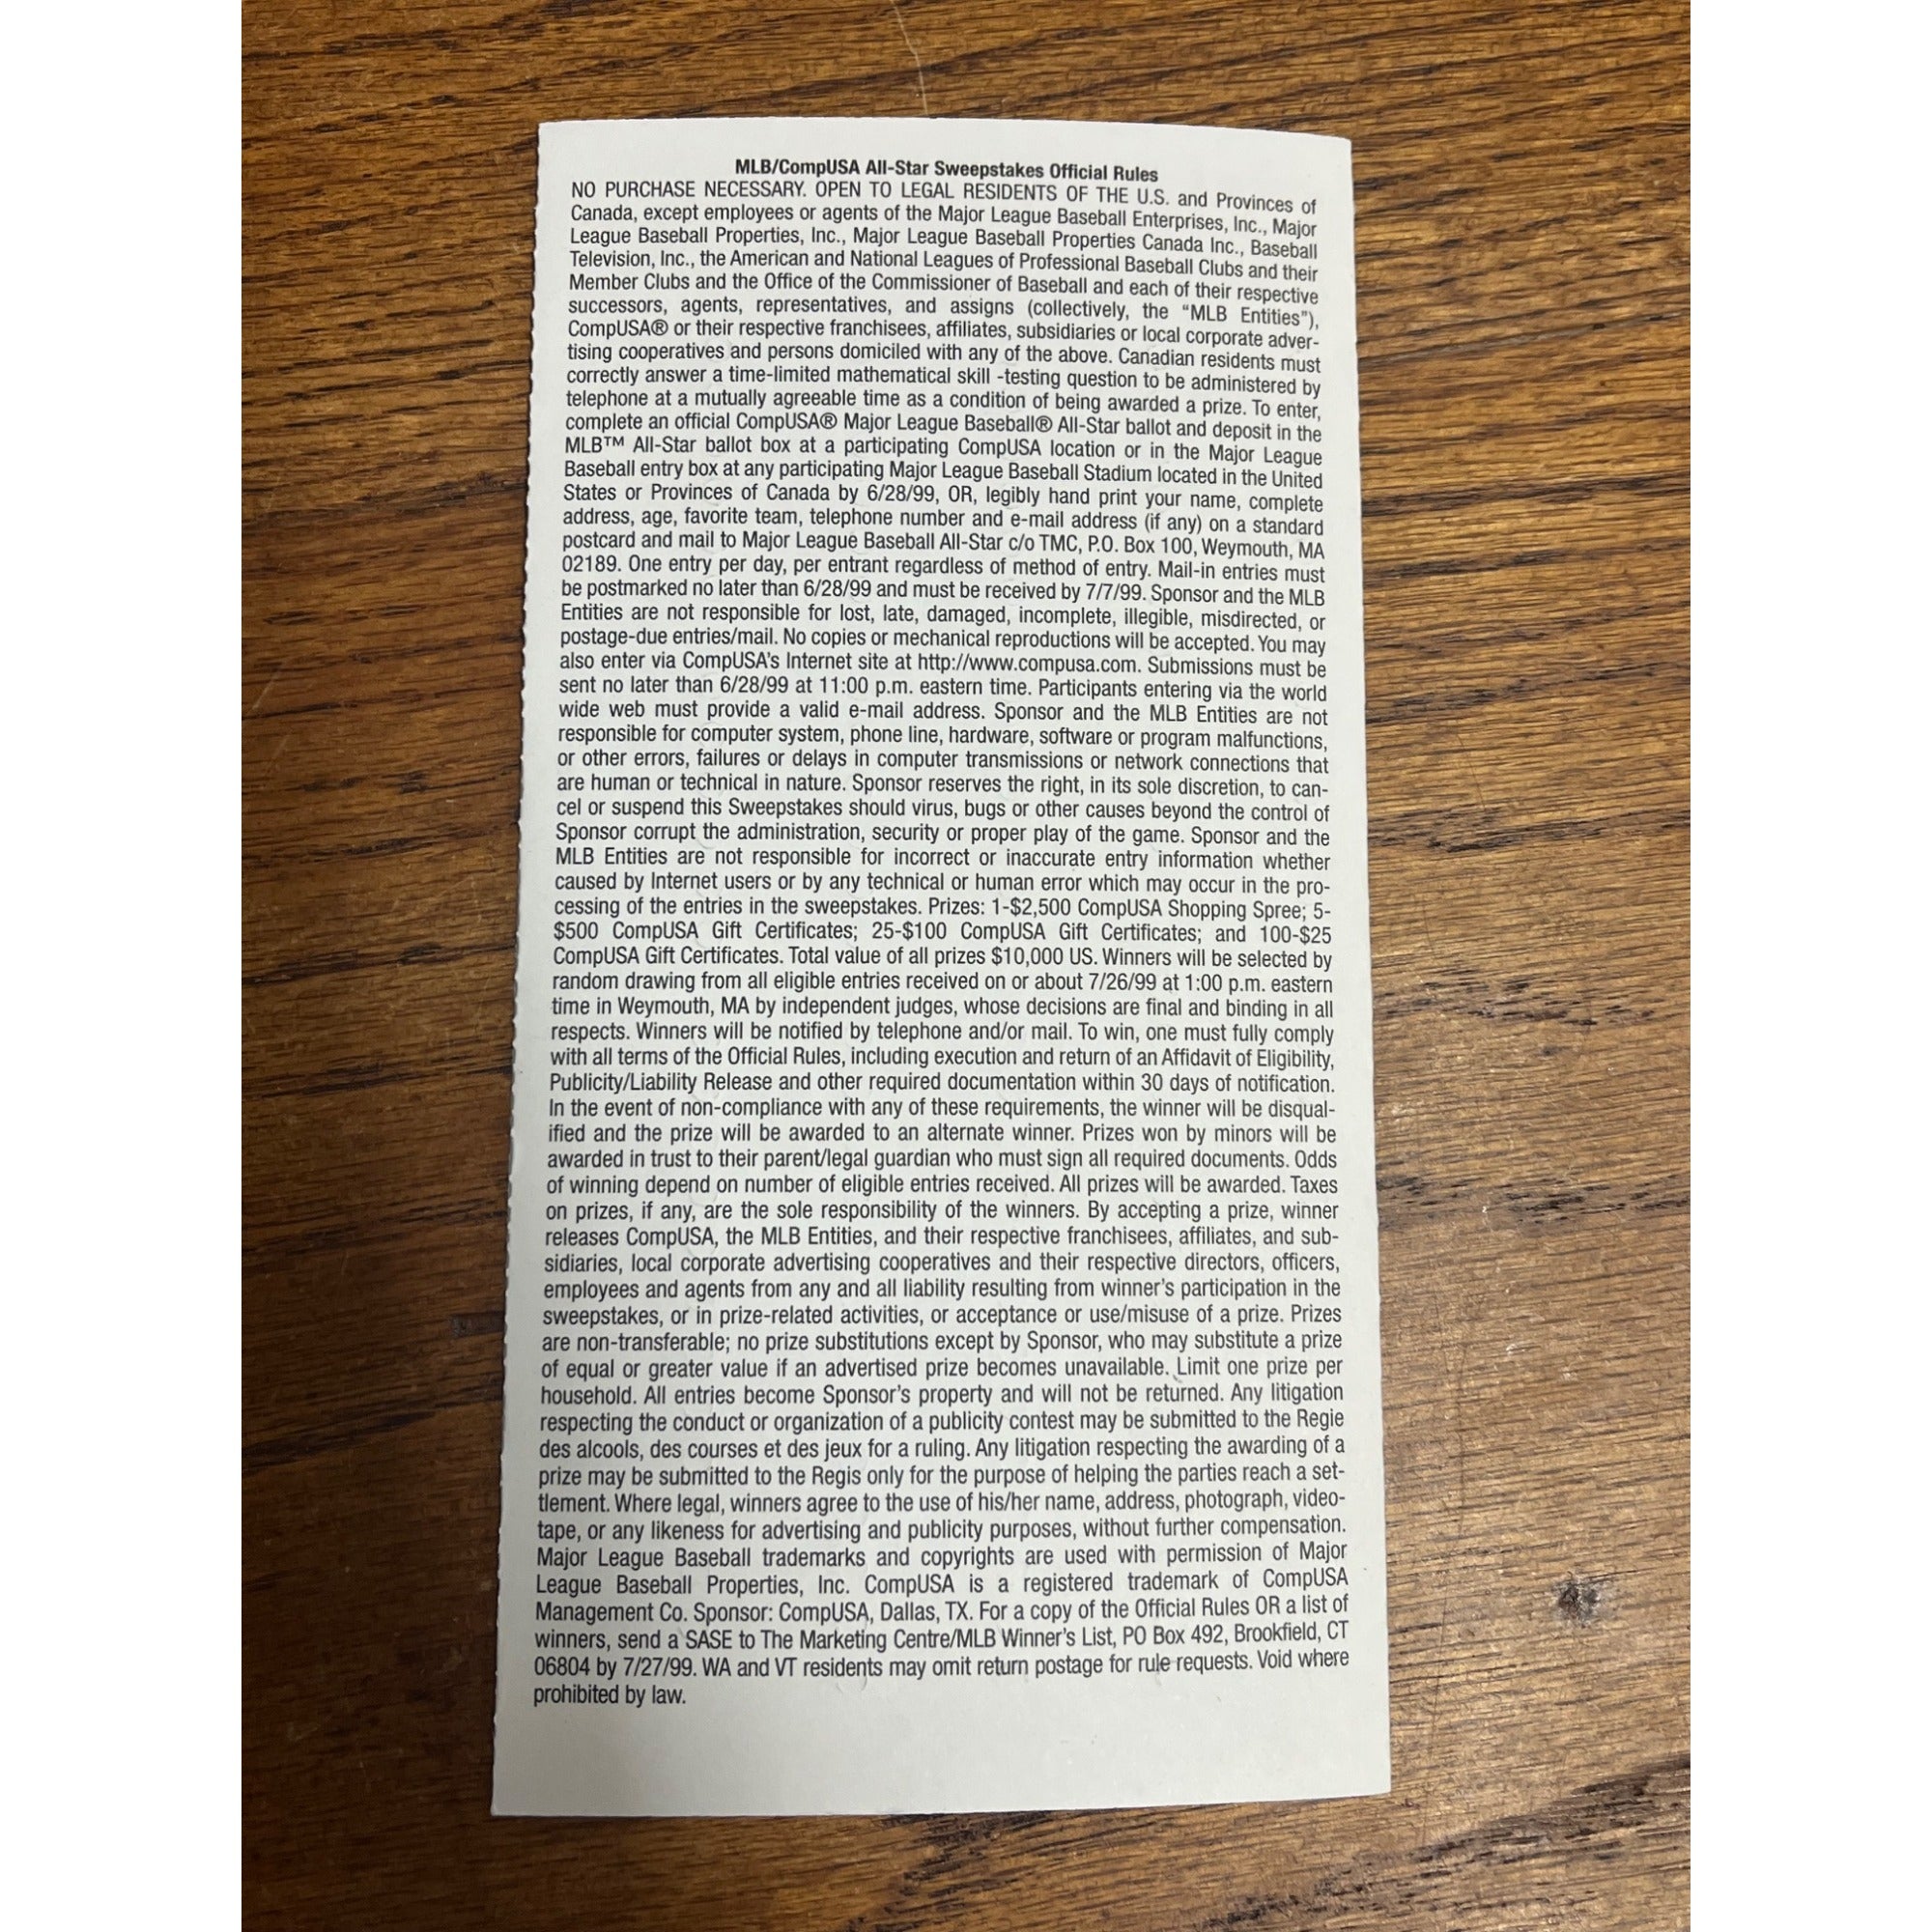 MLB/CompUSA All-Star Sweepstakes Official Rules
NO PURCHASE NECESSARY. OPEN TO LEGAL RESIDENTS OF THE U.S. and Provinces of
Canada, except employees or agents of the Major League Baseball Enterprises, Inc., Major
League Baseball Properties, Inc., Major League Baseball Properties Canada Inc., Baseball
Television, Inc., the American and National Leagues of Professional Baseball Clubs and their
Member Clubs and the Office of the Commissioner of Baseball and each of their respective
successors, agents, representatives, and assigns (collectively, the “MLB Entities”),
CompUSA® or their respective franchisees, affiliates, subsidiaries or local corporate adver-
tising cooperatives and persons domiciled with any of the above. Canadian residents must
correctly answer a time-limited mathematical skill -testing question to be administered by
telephone at a mutually agreeable time as a condition of being awarded a prize. To enter,
complete an official CompUSA® Major League Baseball® All-Star ballot and deposit in the
MLB™ All-Star ballot box at a participating CompUSA location or in the Major League
Baseball entry box at any participating Major League Baseball Stadium located in the United
States or Provinces of Canada by 6/28/99, OR, legibly hand print your name, complete
address, age, favorite team, telephone number and e-mail address (if any) on a standard
postcard and mail to Major League Baseball All-Star c/o TMC, P.O. Box 100, Weymouth, MA
02189. One entry per day, per entrant regardless of method of entry. Mail-in entries must
be postmarked no later than 6/28/99 and must be received by 7/7/99. Sponsor and the MLB
Entities are not responsible for lost, late, damaged, incomplete, illegible, misdirected, or
postage-due entries/mail. No copies or mechanical reproductions will be accepted. You may
also enter via CompUSA’s Internet site at http://www.compusa.com. Submissions must be
sent no later than 6/28/99 at 11:00 p.m. eastern time. Participants entering via the world
wide web must provide a valid e-mail address. Sponsor and the MLB Entities are not
responsible for computer system, phone line, hardware, software or program malfunctions,
or other errors, failures or delays in computer transmissions or network connections that
are human or technical in nature. Sponsor reserves the right, in its sole discretion, to can-
cel or suspend this Sweepstakes should virus, bugs or other causes beyond the control of
Sponsor corrupt the administration, security or proper play of the game. Sponsor and the
MLB Entities are not responsible for incorrect or inaccurate entry information whether
caused by Internet users or by any technical or human error which may occur in the pro-
cessing of the entries in the sweepstakes. Prizes: 1-$2,500 CompUSA Shopping Spree; 5-
$500 CompUSA Gift Certificates; 25-$100 CompUSA Gift Certificates; and 100-$25
CompUSA Gift Certificates. Total value of all prizes $10,000 US. Winners will be selected by
random drawing from all eligible entries received on or about 7/26/99 at 1:00 p.m. eastern
time in Weymouth, MA by independent judges, whose decisions are final and binding in all
respects. Winners will be notified by telephone and/or mail. To win, one must fully comply
with all terms of the Official Rules, including execution and return of an Affidavit of Eligibility,
Publicity/Liability Release and other required documentation within 30 days of notification.
In the event of non-compliance with any of these requirements, the winner will be disqual-
ified and the prize will be awarded to an alternate winner. Prizes won by minors will be
awarded in trust to their parent/legal guardian who must sign all required documents. Odds
of winning depend on number of eligible entries received. All prizes will be awarded. Taxes
on prizes, if any, are the sole responsibility of the winners. By accepting a prize, winner
releases CompUSA, the MLB Entities, and their respective franchisees, affiliates, and sub-
sidiaries, local corporate advertising cooperatives and their respective directors, officers,
employees and agents from any and all liability resulting from winner’s participation in the
sweepstakes, or in prize-related activities, or acceptance or use/misuse of a prize. Prizes
are non-transferable; no prize substitutions except by Sponsor, who may substitute a prize
of equal or greater value if an advertised prize becomes unavailable. Limit one prize per
household. All entries become Sponsor’s property and will not be returned. Any litigation
respecting the conduct or organization of a publicity contest may be submitted to the Regie
des alcools, des courses et des jeux for a ruling. Any litigation respecting the awarding of a
prize may be submitted to the Regis only for the purpose of helping the parties reach a set-
tlement. Where legal, winners agree to the use of his/her name, address, photograph, video-
tape, or any likeness for advertising and publicity purposes, without further compensation.
Major League Baseball trademarks and copyrights are used with permission of Major
League Baseball Properties, Inc. CompUSA is a registered trademark of CompUSA
Management Co. Sponsor: CompUSA, Dallas, TX. For a copy of the Official Rules OR a list of
winners, send a SASE to The Marketing Centre/MLB Winner’s List, PO Box 492, Brookfield, CT
06804 by 7/27/99. WA and VT residents may omit return postage for rule requests. Void where
prohibited by law.